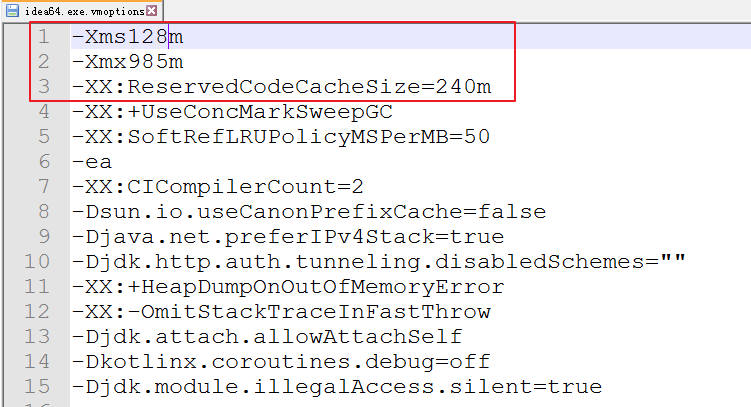 idea64.exe.vmoptions
1 -Xms128m
2 -Xmx985m
3 -XX:ReservedCodeCacheSize=240m
4 -XX:+UseConcMarkSweepGC
5 -XX:SoftRefLRUPolicyMSPerMB=50
6 -ea
7 -XX:CICompilerCount=2
8 -Dsun.io.useCanonPrefixCache=false
9 -Djava.net.preferIPv4Stack=true
10 -Djdk.http.auth.tunneling.disabledSchemes=""
11 -XX:+HeapDumpOnOutOfMemoryError
12 -XX:-OmitStackTraceInFastThrow
13 -Djdk.attach.allowAttachSelf
14 -Dkotlinx.coroutines.debug=off
15 -Djdk.module.illegalAccess.silent=true
16